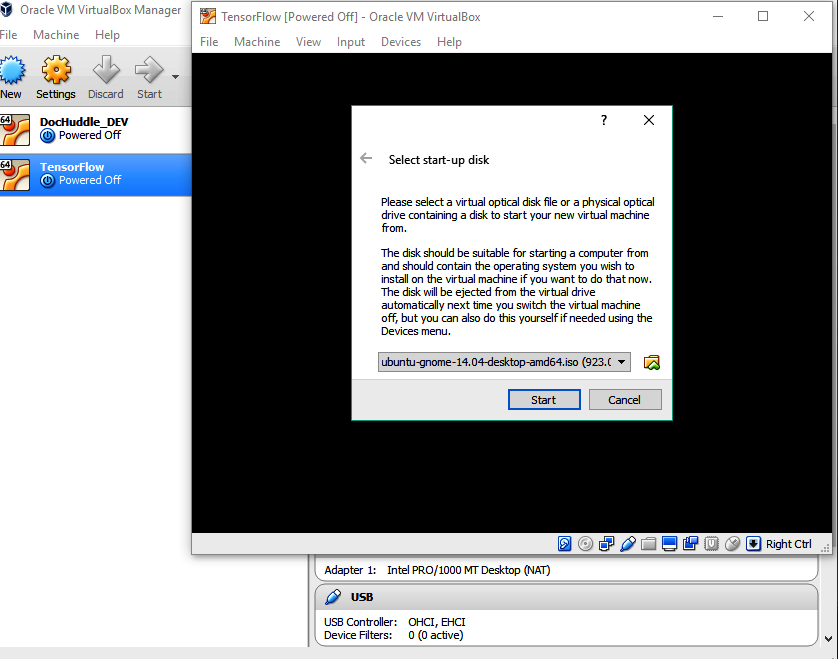 Oracle VM VirtualBox Manager
File Machine Help
New Settings Discard Start
64 DocHuddle_DEV
Powered Off
64 TensorFlow
Powered Off
TensorFlow [Powered Off] - Oracle VM VirtualBox
File Machine View Input Devices Help
?
Select start-up disk
Please select a virtual optical disk file or a physical optical
drive containing a disk to start your new virtual machine
from.
The disk should be suitable for starting a computer from
and should contain the operating system you wish to
install on the virtual machine if you want to do that now.
The disk will be ejected from the virtual drive
automatically next time you switch the virtual machine
off, but you can also do this yourself if needed using the
Devices menu.
ubuntu-gnome-14.04-desktop-amd64.iso (923.0
Start Cancel
Right Ctrl
Adapter 1: Intel PRO/1000 MT Desktop (NAT)
USB
USB Controller: OHCI, EHCI
Device Filters: 0 (0 active)